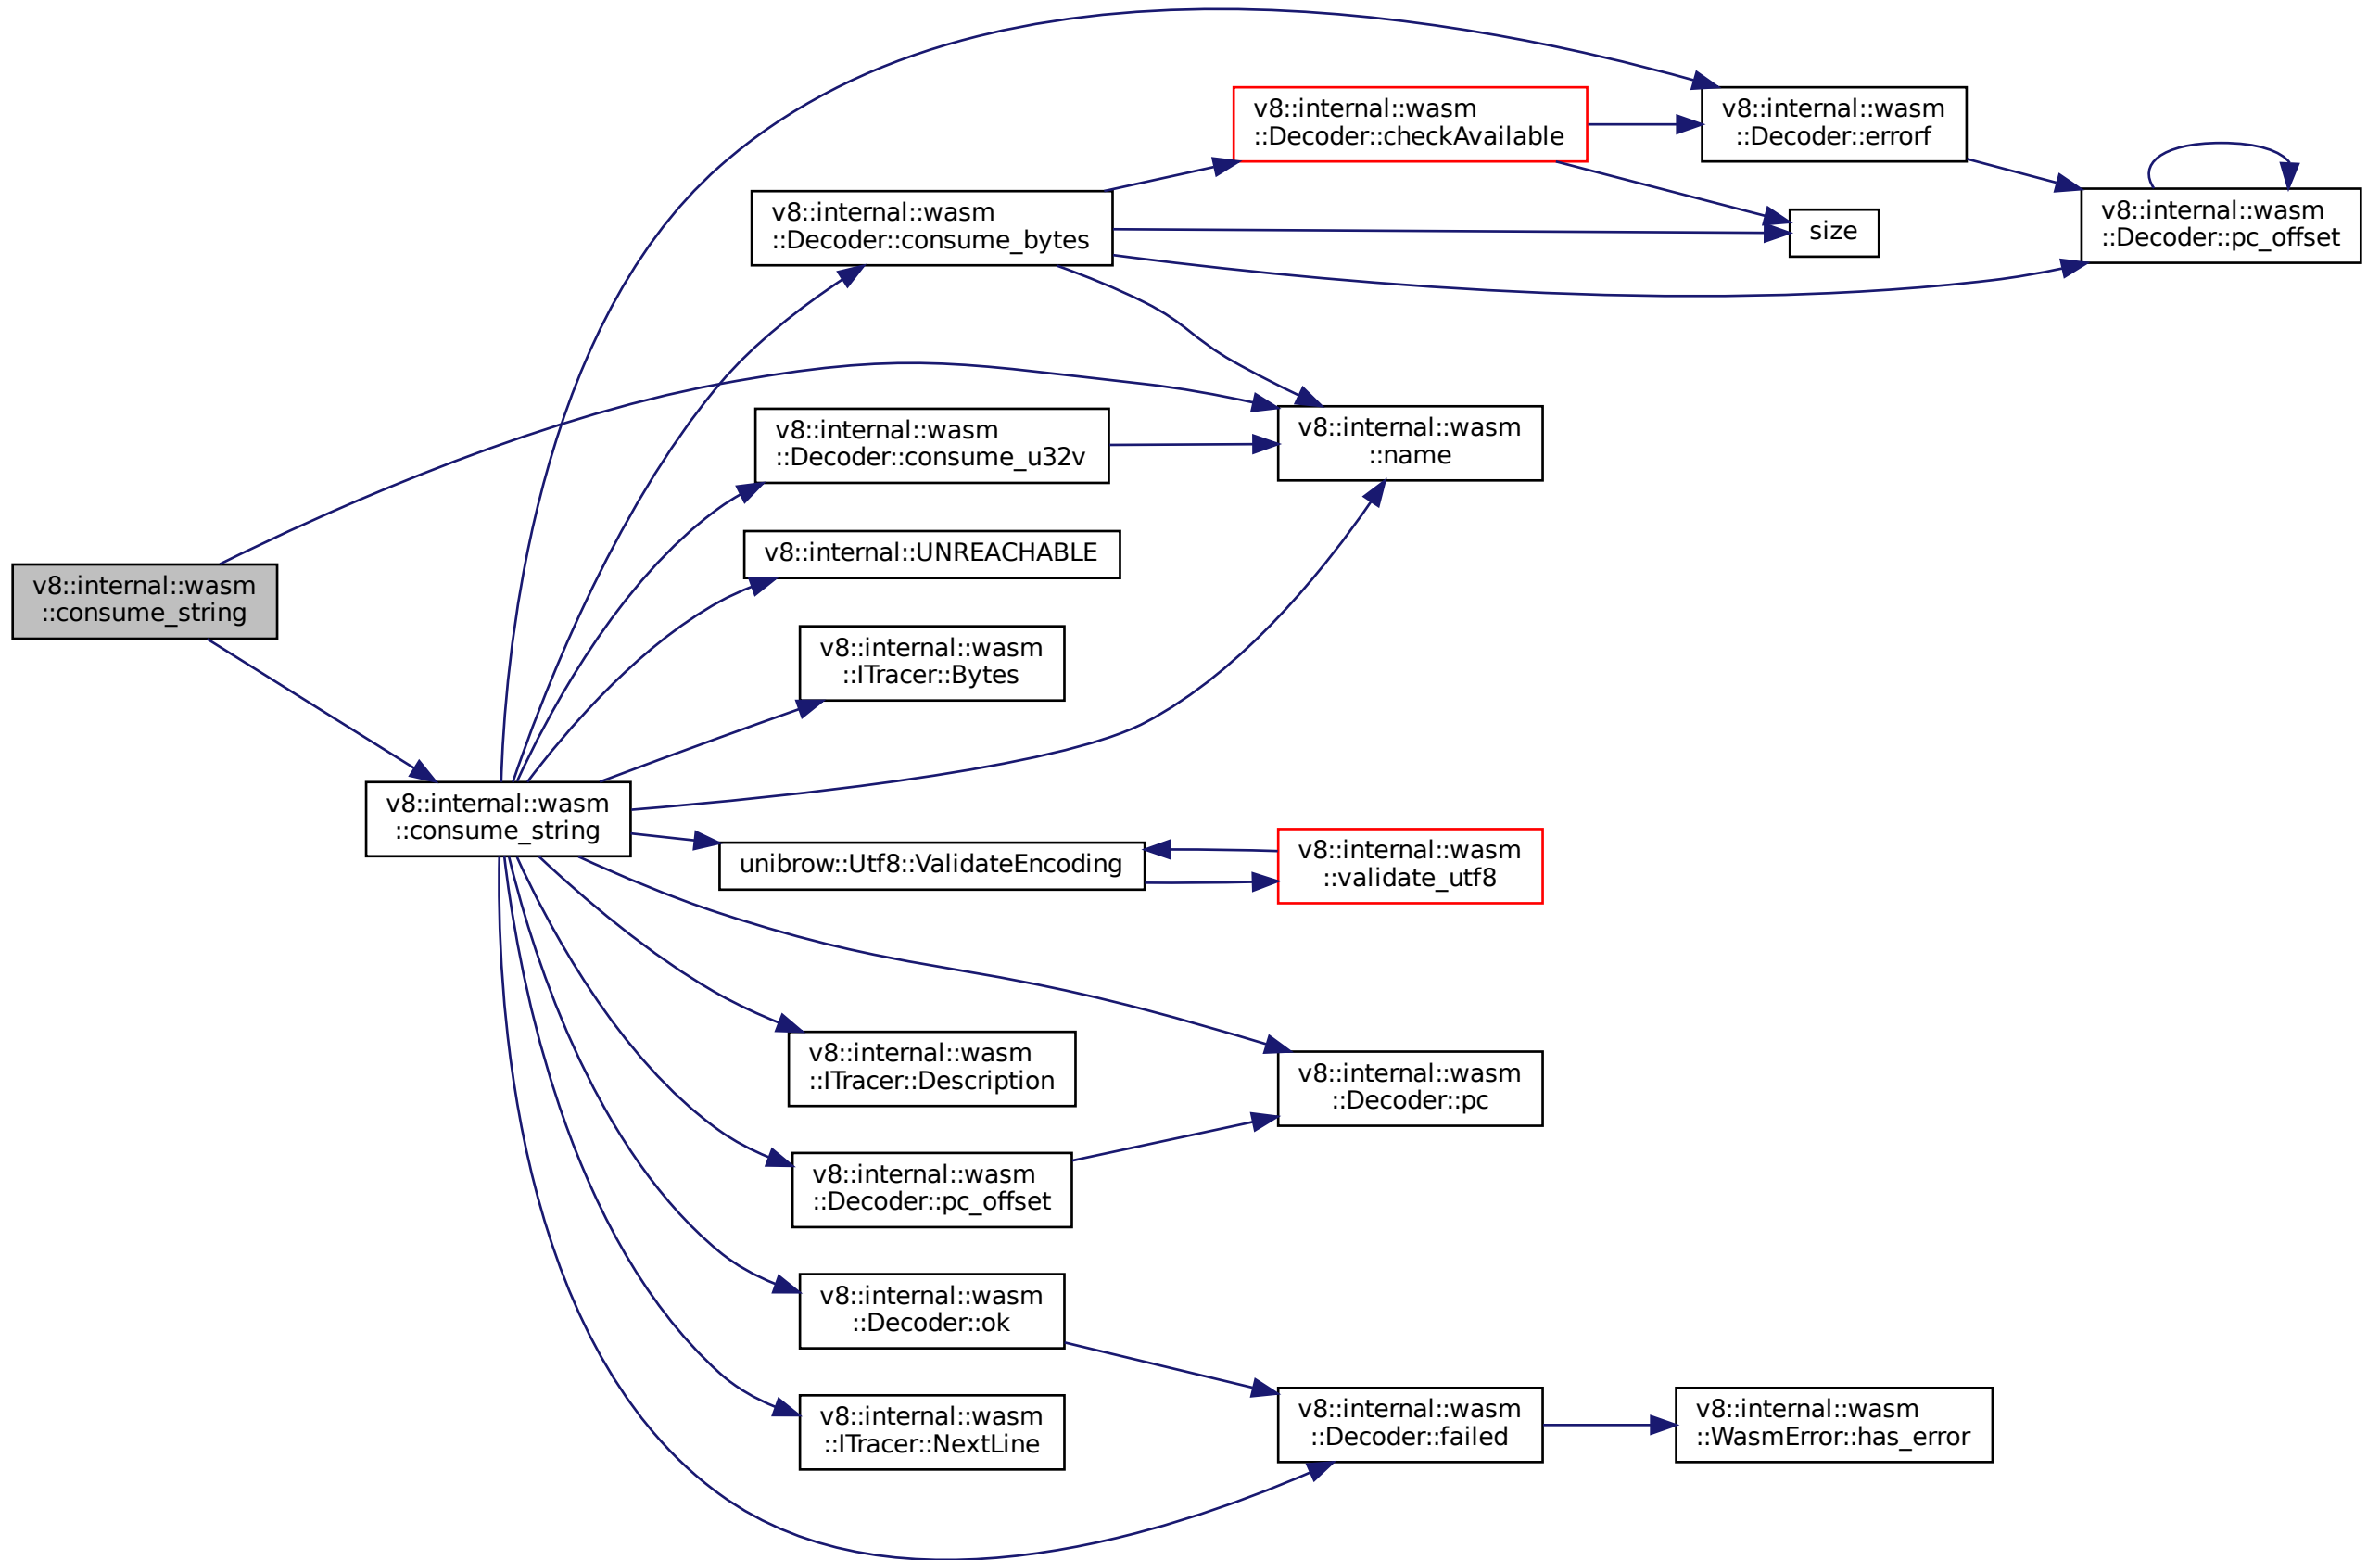 v8::internal::wasm
::consume_string
v8::internal::wasm
::consume_string
v8::internal::wasm
::Decoder::consume_bytes
v8::internal::wasm
::Decoder::checkAvailable
v8::internal::wasm
::Decoder::errorf
v8::internal::wasm
::Decoder::pc_offset
size
v8::internal::wasm
::name
v8::internal::wasm
::Decoder::consume_u32v
v8::internal::UNREACHABLE
v8::internal::wasm
::ITracer::Bytes
unibrow::Utf8::ValidateEncoding
v8::internal::wasm
::validate_utf8
v8::internal::wasm
::ITracer::Description
v8::internal::wasm
::Decoder::pc
v8::internal::wasm
::Decoder::pc_offset
v8::internal::wasm
::Decoder::ok
v8::internal::wasm
::ITracer::NextLine
v8::internal::wasm
::Decoder::failed
v8::internal::wasm
::WasmError::has_error